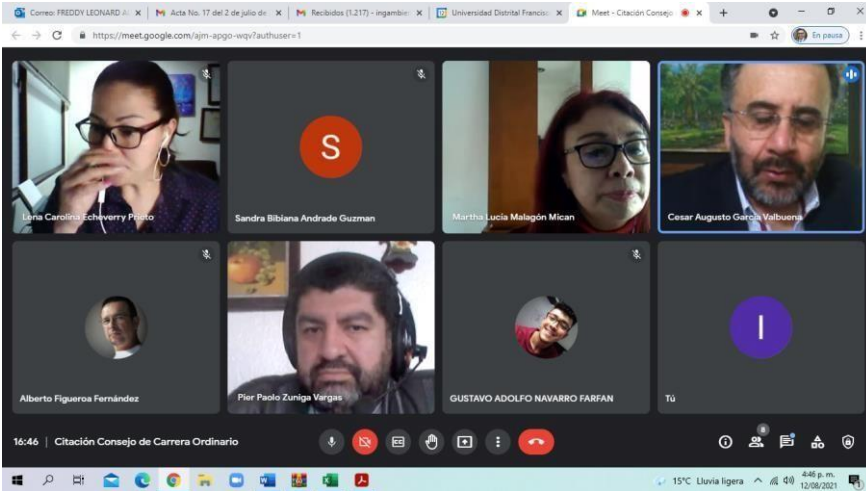 Correo: FREDDY LEONARD A
Acta No. 17 del 2 de julio de
Recibidos (1.217) - ingambier
Universidad Distrital Francisc
Meet - Citación Consejo
https://meet.google.com/ajm-apgo-wqv?authuser=1
En pausa
S
Lena Carolina Echeverry Prieto
Sandra Bibiana Andrade Guzman
Martha Lucia Malagón Mican
Cesar Augusto García Valbuena
I
Alberto Figueroa Fernández
Pier Paolo Zuniga Vargas
GUSTAVO ADOLFO NAVARRO FARFAN
Tú
16:46 | Citación Consejo de Carrera Ordinario
8
15°C Lluvia ligera
4:46 p. m.
12/08/2021